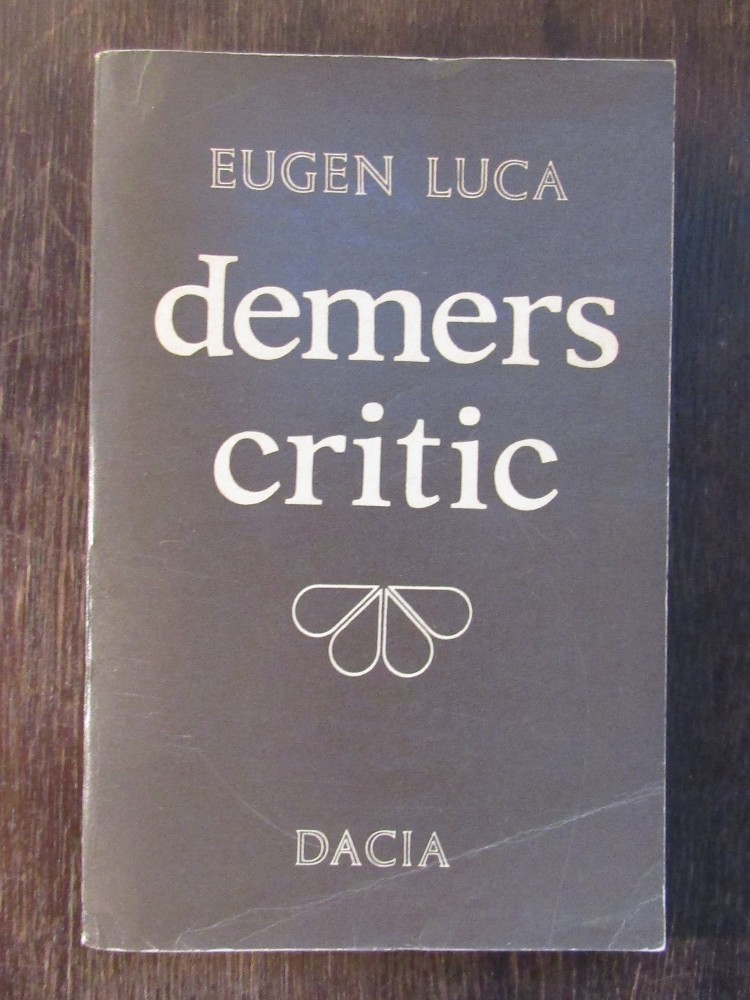 EUGEN LUCA
demers
critic
DACIA